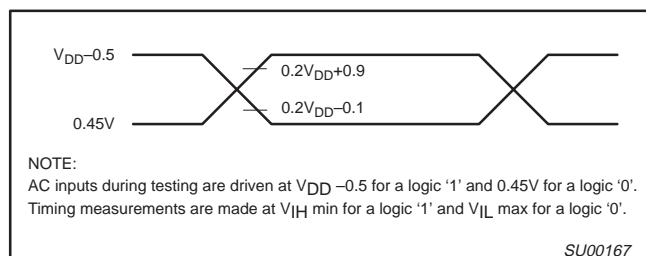 V_DD–0.5
0.2V_DD+0.9
0.2V_DD–0.1
0.45V
NOTE:
AC inputs during testing are driven at V_DD –0.5 for a logic ‘1’ and 0.45V for a logic ‘0’.
Timing measurements are made at V_IH min for a logic ‘1’ and V_IL max for a logic ‘0’.
SU00167